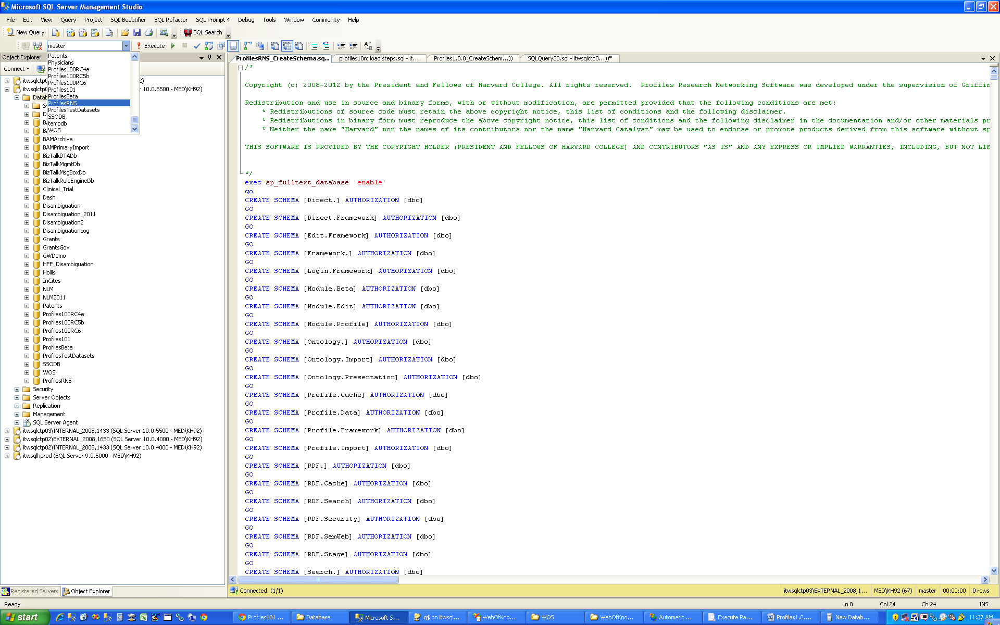 Microsoft SQL Server Management Studio
File Edit View Query Project SQL Beautifier SQL Refactor SQL Prompt 4 Debug Tools Window Community Help
New Query SQL Search
master Execute
Object Explorer
Connect
Patents
Physicians
Profiles100RC4e
Profiles100RC5b
Profiles100RC6
Profiles101
ProfilesBeta
ProfilesRNS
ProfilesTestDatasets
SSODB
tempdb
WOS
10.0.5500 - MED\KH92)
BAMArchive
BAMPrimaryImport
BizTalkDTADb
BizTalkMgmtDb
BizTalkMsgBoxDb
BizTalkRuleEngineDb
Clinical_Trial
Dash
Disambiguation
Disambiguation_2011
Disambiguation2
DisambiguationLog
Grants
GrantsGov
GWDemo
HFF_Disambiguation
Hollis
InCites
NLM
NLM2011
Patents
Profiles100RC4e
Profiles100RC5b
Profiles100RC6
Profiles101
ProfilesBeta
ProfilesTestDatasets
SSODB
WOS
ProfilesRNS
Security
Server Objects
Replication
Management
SQL Server Agent
itwsqlctp03\INTERNAL_2008,1433 (SQL Server 10.0.5500 - MED\KH92)
itwsqlctp02\EXTERNAL_2008,1650 (SQL Server 10.0.4000 - MED\KH92)
itwsqlctp02\INTERNAL_2008,1433 (SQL Server 10.0.4000 - MED\KH92)
itwsqlhprod (SQL Server 9.0.5000 - MED\KH92)
Registered Servers Object Explorer
ProfilesRNS_CreateSchema.sq... profiles10rc load steps.sql - it... Profiles1.0.0_CreateSchem...)) SQLQuery30.sql - itwsqlctp0...))*
/*
Copyright (c) 2008-2012 by the President and Fellows of Harvard College. All rights reserved. Profiles Research Networking Software was developed under the supervision of Griffin
Redistribution and use in source and binary forms, with or without modification, are permitted provided that the following conditions are met:
* Redistributions of source code must retain the above copyright notice, this list of conditions and the following disclaimer.
* Redistributions in binary form must reproduce the above copyright notice, this list of conditions and the following disclaimer in the documentation and/or other materials pr
* Neither the name "Harvard" nor the names of its contributors nor the name "Harvard Catalyst" may be used to endorse or promote products derived from this software without sp
THIS SOFTWARE IS PROVIDED BY THE COPYRIGHT HOLDER (PRESIDENT AND FELLOWS OF HARVARD COLLEGE) AND CONTRIBUTORS "AS IS" AND ANY EXPRESS OR IMPLIED WARRANTIES, INCLUDING, BUT NOT LIM
*/
exec sp_fulltext_database 'enable'
go
CREATE SCHEMA [Direct.] AUTHORIZATION [dbo]
GO
CREATE SCHEMA [Direct.Framework] AUTHORIZATION [dbo]
GO
CREATE SCHEMA [Edit.Framework] AUTHORIZATION [dbo]
GO
CREATE SCHEMA [Framework.] AUTHORIZATION [dbo]
GO
CREATE SCHEMA [Login.Framework] AUTHORIZATION [dbo]
GO
CREATE SCHEMA [Module.Beta] AUTHORIZATION [dbo]
GO
CREATE SCHEMA [Module.Edit] AUTHORIZATION [dbo]
GO
CREATE SCHEMA [Module.Profile] AUTHORIZATION [dbo]
GO
CREATE SCHEMA [Ontology.] AUTHORIZATION [dbo]
GO
CREATE SCHEMA [Ontology.Import] AUTHORIZATION [dbo]
GO
CREATE SCHEMA [Ontology.Presentation] AUTHORIZATION [dbo]
GO
CREATE SCHEMA [Profile.Cache] AUTHORIZATION [dbo]
GO
CREATE SCHEMA [Profile.Data] AUTHORIZATION [dbo]
GO
CREATE SCHEMA [Profile.Framework] AUTHORIZATION [dbo]
GO
CREATE SCHEMA [Profile.Import] AUTHORIZATION [dbo]
GO
CREATE SCHEMA [RDF.] AUTHORIZATION [dbo]
GO
CREATE SCHEMA [RDF.Cache] AUTHORIZATION [dbo]
GO
CREATE SCHEMA [RDF.Search] AUTHORIZATION [dbo]
GO
CREATE SCHEMA [RDF.Security] AUTHORIZATION [dbo]
GO
CREATE SCHEMA [RDF.SemWeb] AUTHORIZATION [dbo]
GO
CREATE SCHEMA [RDF.Stage] AUTHORIZATION [dbo]
GO
CREATE SCHEMA [Search.] AUTHORIZATION [dbo]
Connected. (1/1) itwsqlctp03\EXTERNAL_2008,1... MED\KH92 (67) master 00:00:00 0 rows
Ready Ln 8 Col 24 Ch 24 INS
start Profiles101 ... Database Microsoft S... g$ on itwsql... WebOfKno... WOS WebOfKno... Automatic ... Execute Pa... Profiles1.0.... New Datab... 11:37 AM